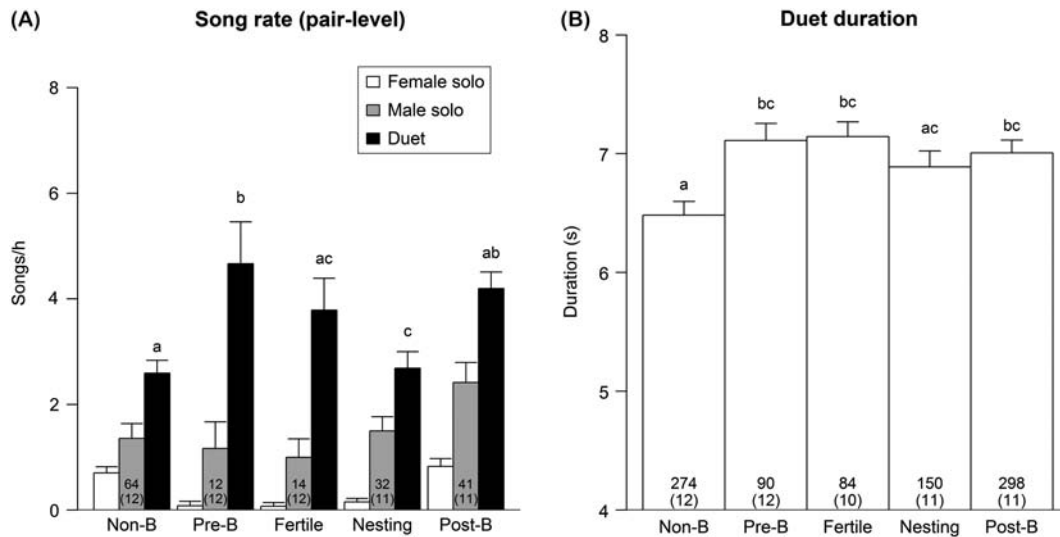 (A)
Song rate (pair-level)
Songs/h
8
6
4
2
0
Female solo
Male solo
Duet
a
b
ac
c
ab
64
(12)
12
(12)
14
(12)
32
(11)
41
(11)
Non-B
Pre-B
Fertile
Nesting
Post-B
(B)
Duet duration
Duration (s)
8
7
6
5
4
a
bc
bc
ac
bc
274
(12)
90
(12)
84
(10)
150
(11)
298
(11)
Non-B
Pre-B
Fertile
Nesting
Post-B